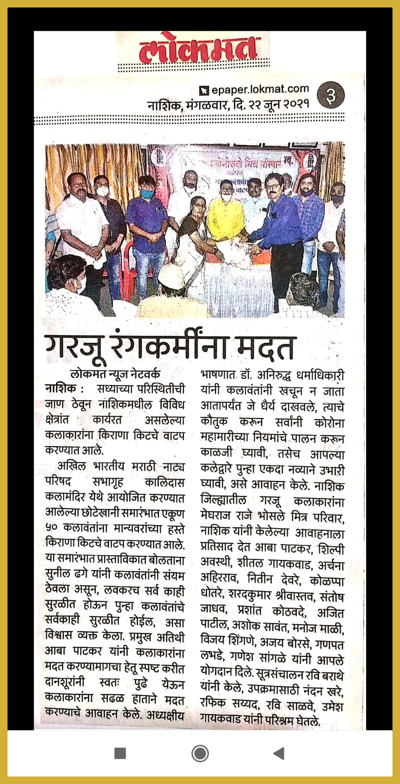 लोकमत
epaper.lokmat.com
नाशिक, मंगळवार, दि. २२ जून २०२१
३
गरजू रंगकर्मींना मदत
लोकमत न्यूज नेटवर्क
नाशिक : सध्याच्या परिस्थितीची
जाण ठेवून नाशिकमधील विविध
क्षेत्रांत कार्यरत असलेल्या
कलाकारांना किराणा किटचे वाटप
करण्यात आले.
अखिल भारतीय मराठी नाट्य
परिषद सभागृह कालिदास
कलामंदिर येथे आयोजित करण्यात
आलेल्या छोटेखानी समारंभात एकूण
५० कलावंतांना मान्यवरांच्या हस्ते
किराणा किटचे वाटप करण्यात आले.
या समारंभात प्रास्ताविकात बोलताना
सुनील ढगे यांनी कलावंतांनी संयम
ठेवला असून, लवकरच सर्व काही
सुरळीत होऊन पुन्हा कलावंतांचे
सर्वकाही सुरळीत होईल, असा
विश्वास व्यक्त केला. प्रमुख अतिथी
आबा पाटकर यांनी कलाकारांना
मदत करण्यामागचा हेतू स्पष्ट करीत
दानशूरांनी स्वतः पुढे येऊन
कलाकारांना सढळ हाताने मदत
करण्याचे आवाहन केले. अध्यक्षीय
भाषणात डॉ. अनिरुद्ध धर्माधिकारी
यांनी कलावंतांनी खचून न जाता
आतापर्यंत जे धैर्य दाखवले, त्याचे
कौतुक करून सर्वांनी कोरोना
महामारीच्या नियमांचे पालन करून
काळजी घ्यावी, तसेच आपल्या
कलेद्वारे पुन्हा एकदा नव्याने उभारी
घ्यावी, असे आवाहन केले. नाशिक
जिल्ह्यातील गरजू कलाकारांना
मेघराज राजे भोसले मित्र परिवार,
नाशिक यांनी केलेल्या आवाहनाला
प्रतिसाद देत आबा पाटकर, शिल्पी
अवस्थी, शीतल गायकवाड, अर्चना
अहिरराव, नितीन देवरे, कोळप्पा
धोतरे, शरदकुमार श्रीवास्तव, संतोष
जाधव, प्रशांत कोठवदे, अजित
पाटील, अशोक सावंत, मनोज माळी,
विजय शिंगणे, अजय बोरसे, गणपत
लभडे, गणेश सांगळे यांनी आपले
योगदान दिले. सूत्रसंचालन रवि बराथे
यांनी केले, उपक्रमासाठी नंदन खरे,
रफिक सय्यद, रवि साळवे, उमेश
गायकवाड यांनी परिश्रम घेतले.